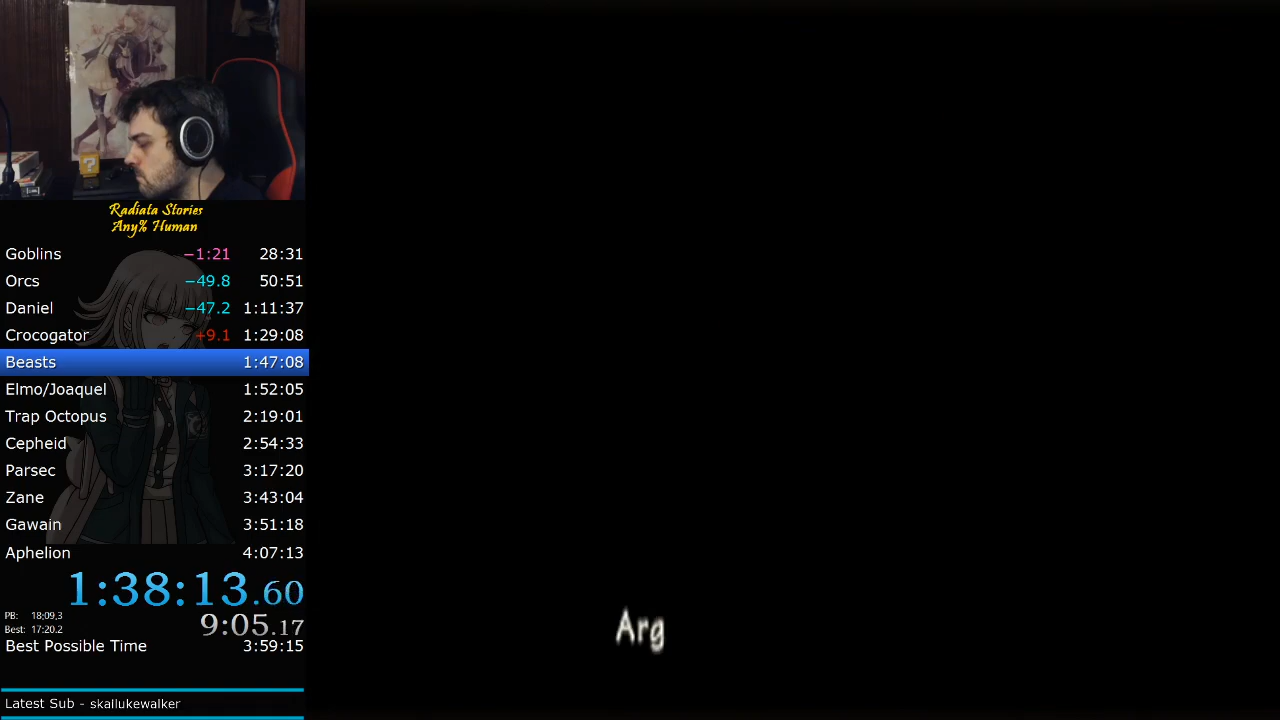 Radiata Stories
Any% Human
Goblins −1:21 28:31
Orcs −49.8 50:51
Daniel −47.2 1:11:37
Crocogator +9.1 1:29:08
Beasts 1:47:08
Elmo/Joaquel 1:52:05
Trap Octopus 2:19:01
Cepheid 2:54:33
Parsec 3:17:20
Zane 3:43:04
Gawain 3:51:18
Aphelion 4:07:13
1:38:13.60
PB: 18;09,3
Best: 17:20.2
9:05.17
Best Possible Time 3:59:15
Latest Sub - skallukewalker
Arg